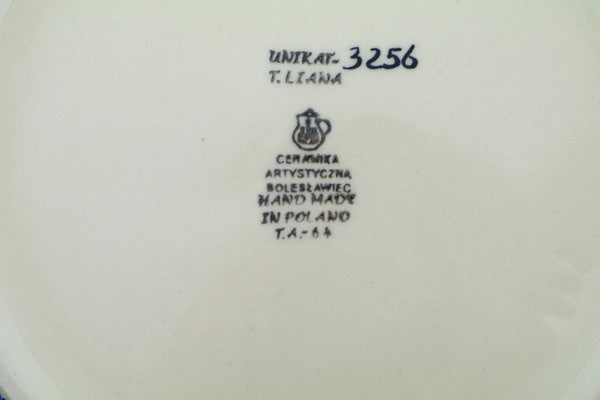 UNIKAT-3256
T. LIANA
CERAMIKA
ARTYSTYCZNA
BOLESŁAWIEC
HAND MADE
IN POLAND
T.A.-64